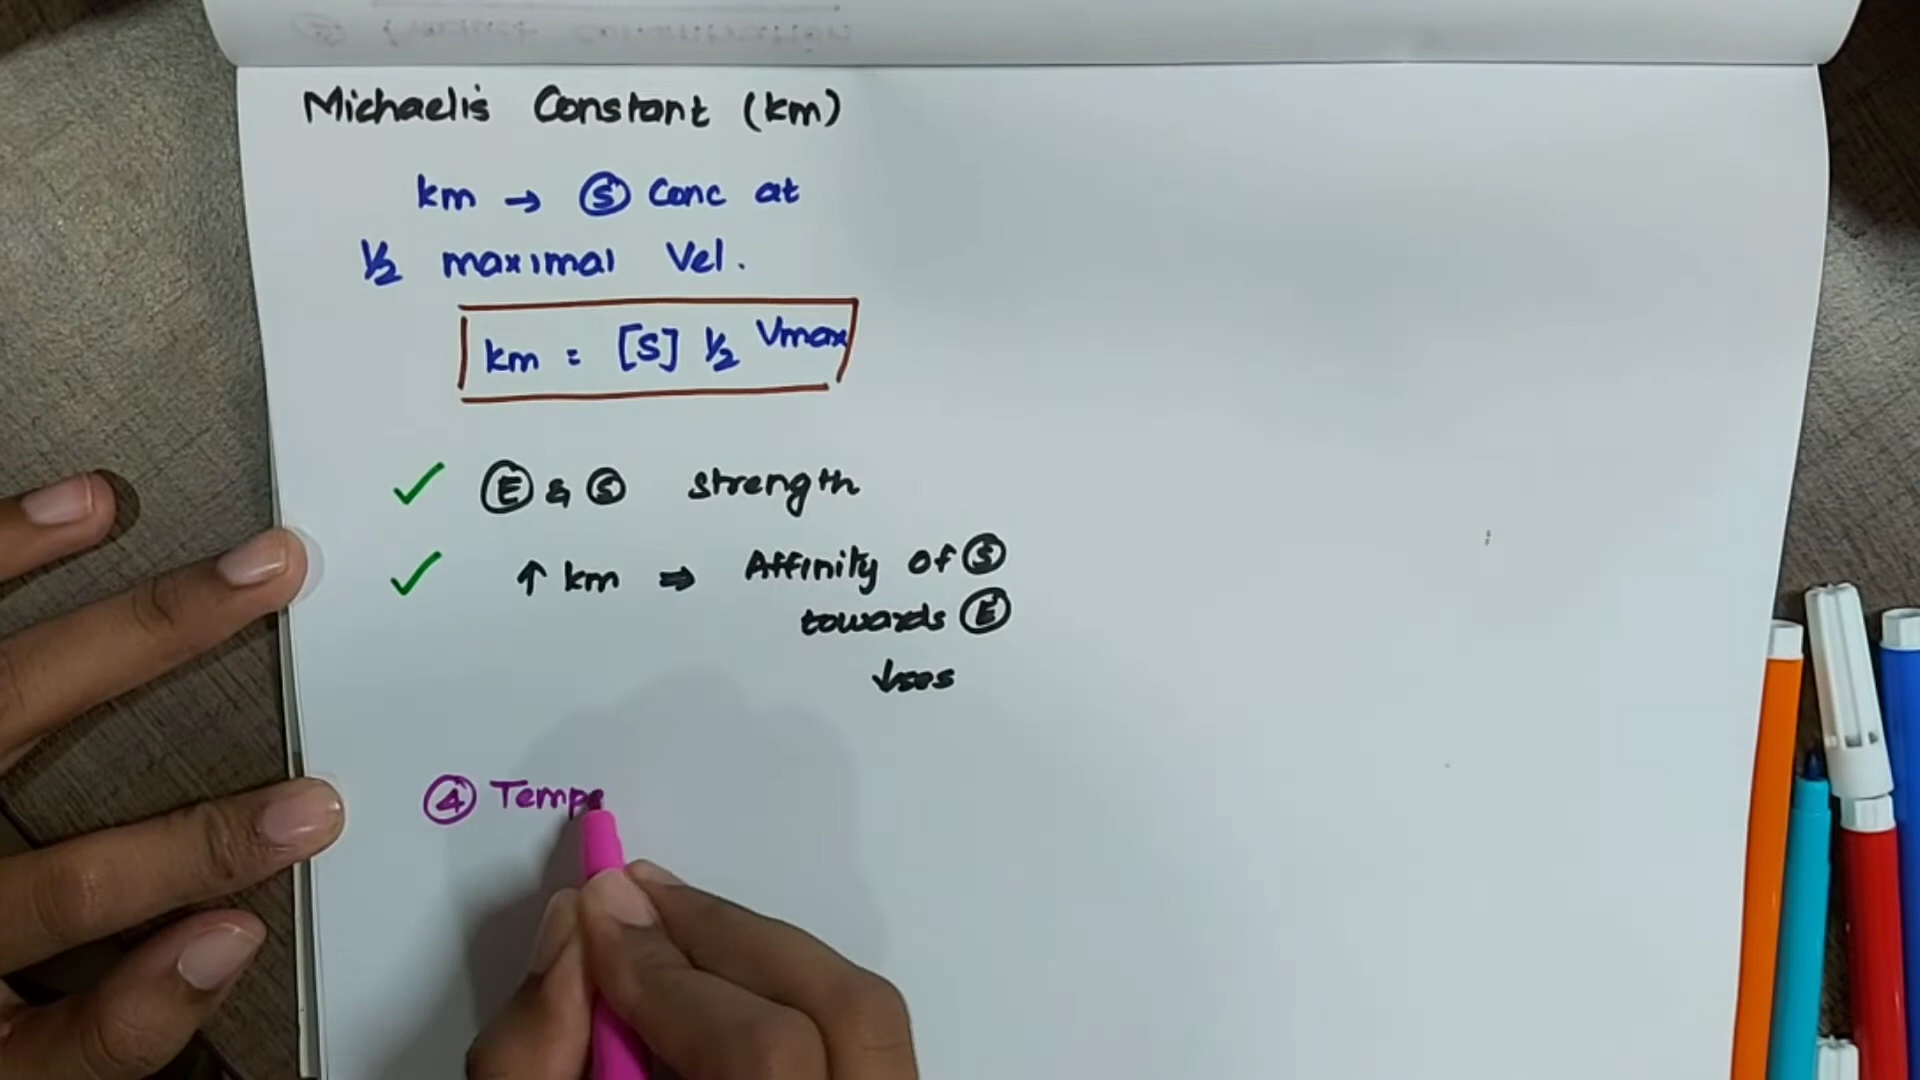 Michaelis Constant (km)
km → Ⓢ Conc at
1/2 maximal Vel.
km = [S] 1/2 Vmax
✓ Ⓔ & Ⓢ strength
✓ ↑ km ⇒ Affinity of Ⓢ
towards Ⓔ
↓ses
④ Tempe